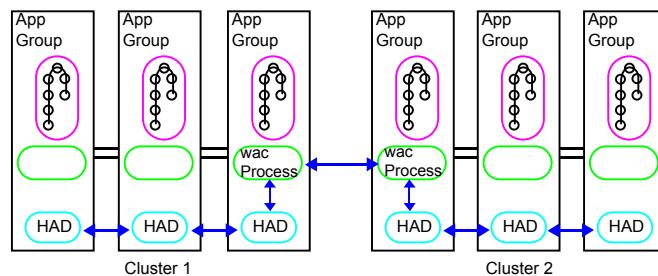 App
Group
App
Group
App
Group
App
Group
App
Group
App
Group
wac
Process
wac
Process
HAD
HAD
HAD
HAD
HAD
HAD
Cluster 1
Cluster 2